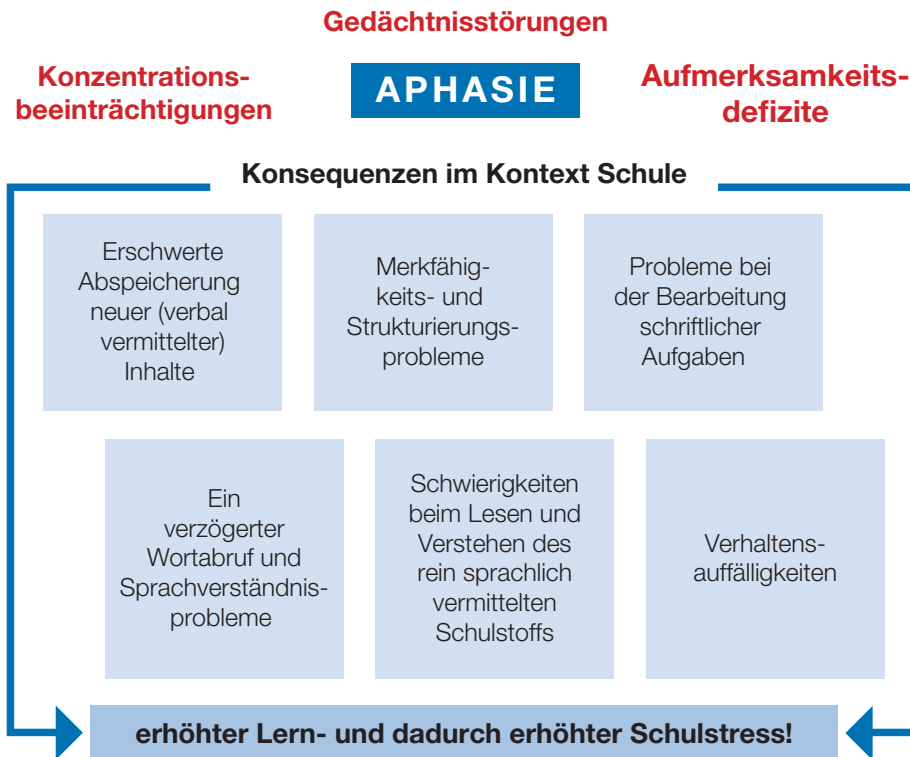 Gedächtnisstörungen
Konzentrations-
beeinträchtigungen
APHASIE
Aufmerksamkeits-
defizite
Konsequenzen im Kontext Schule
Erschwerte
Abspeicherung
neuer (verbal
vermittelter)
Inhalte
Merkfähig-
keits- und
Strukturierungs-
probleme
Probleme bei
der Bearbeitung
schriftlicher
Aufgaben
Ein
verzögerter
Wortabruf und
Sprachverständnis-
probleme
Schwierigkeiten
beim Lesen und
Verstehen des
rein sprachlich
vermittelten
Schulstoffs
Verhaltens-
auffälligkeiten
erhöhter Lern- und dadurch erhöhter Schulstress!